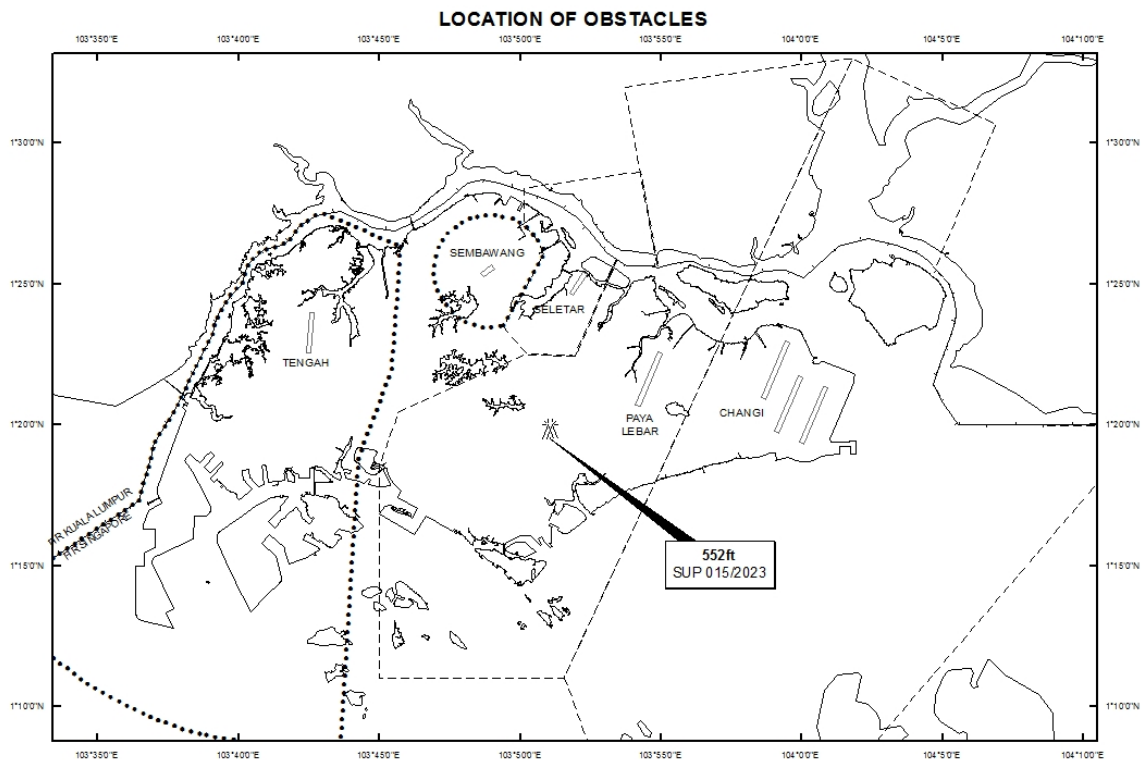 LOCATION OF OBSTACLES
103°35'0"E 103°40'0"E 103°45'0"E 103°50'0"E 103°55'0"E 104°0'0"E 104°5'0"E 104°10'0"E
1°30'0"N 1°30'0"N
SEMBAWANG
1°25'0"N 1°25'0"N
SELETAR
TENGAH
CHANGI
PAYA
LEBAR
1°20'0"N 1°20'0"N
FIR KUALA LUMPUR
FIR SINGAPORE
552ft
SUP 015/2023
1°15'0"N 1°15'0"N
1°10'0"N 1°10'0"N
103°35'0"E 103°40'0"E 103°45'0"E 103°50'0"E 103°55'0"E 104°0'0"E 104°5'0"E 104°10'0"E